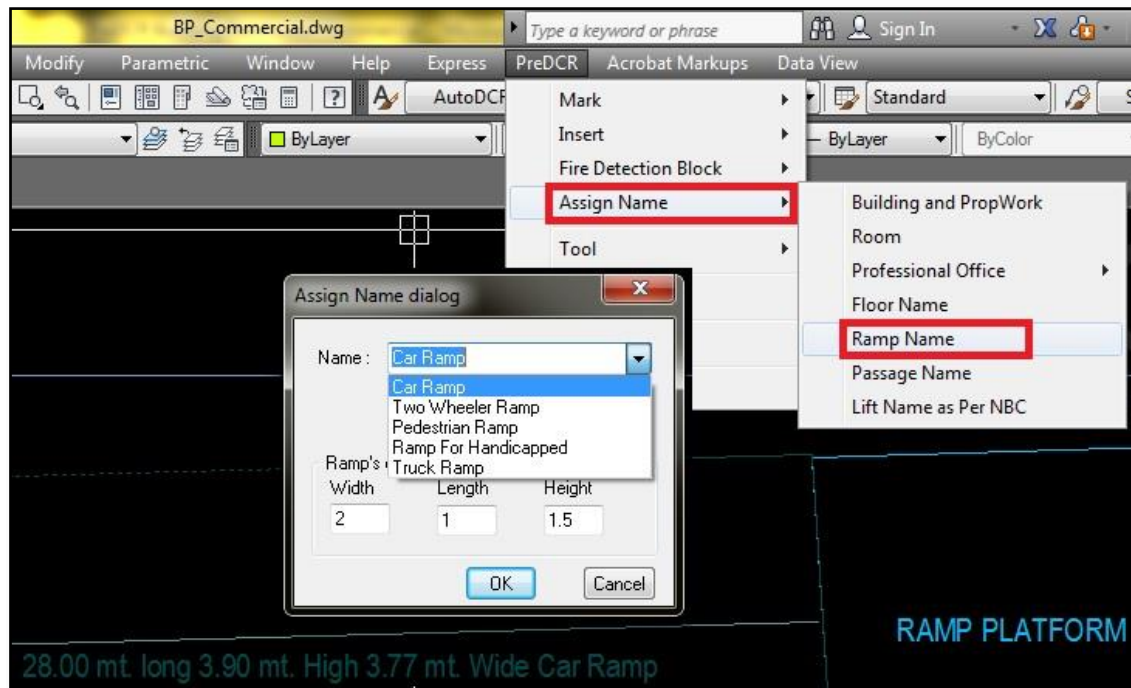 BP_Commercial.dwg
Type a keyword or phrase
Sign In
Modify Parametric Window Help Express PreDCR Acrobat Markups Data View
AutoDCR
Standard
ByLayer
ByLayer
ByColor
Mark
Insert
Fire Detection Block
Assign Name
Tool
Building and PropWork
Room
Professional Office
Floor Name
Ramp Name
Passage Name
Lift Name as Per NBC
Assign Name dialog
Name : Car Ramp
Car Ramp
Two Wheeler Ramp
Pedestrian Ramp
Ramp For Handicapped
Truck Ramp
Ramp's
Width Length Height
2 1 1.5
OK Cancel
RAMP PLATFORM
28.00 mt. long 3.90 mt. High 3.77 mt. Wide Car Ramp